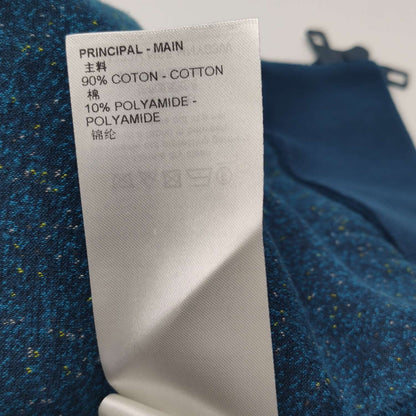 PRINCIPAL - MAIN
主料
90% COTON - COTTON
棉
10% POLYAMIDE -
POLYAMIDE
锦纶